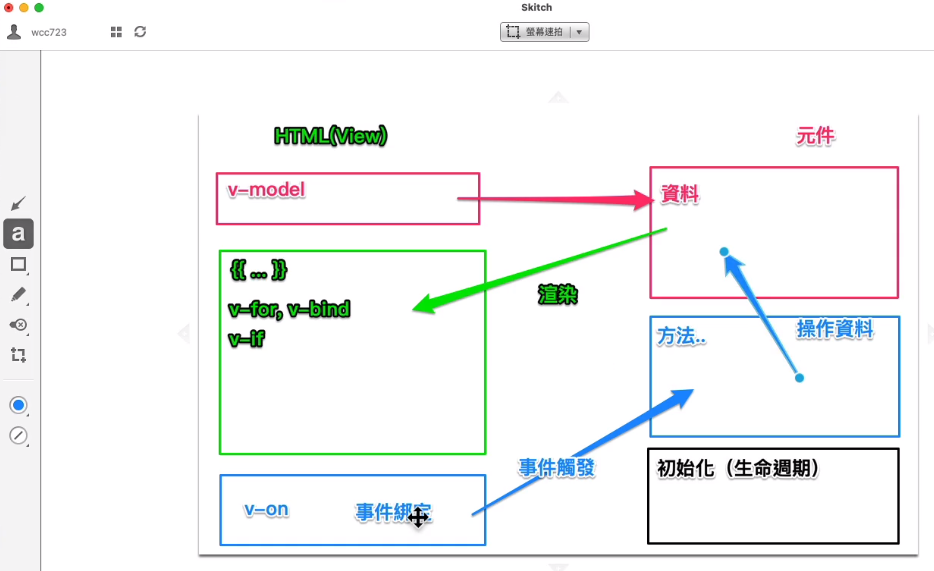 Skitch
wcc723
螢幕速拍
HTML(View)
元件
v-model
資料
{{ ... }}
渲染
v-for, v-bind
v-if
方法..
操作資料
事件觸發
初始化（生命週期）
v-on
事件綁定
a